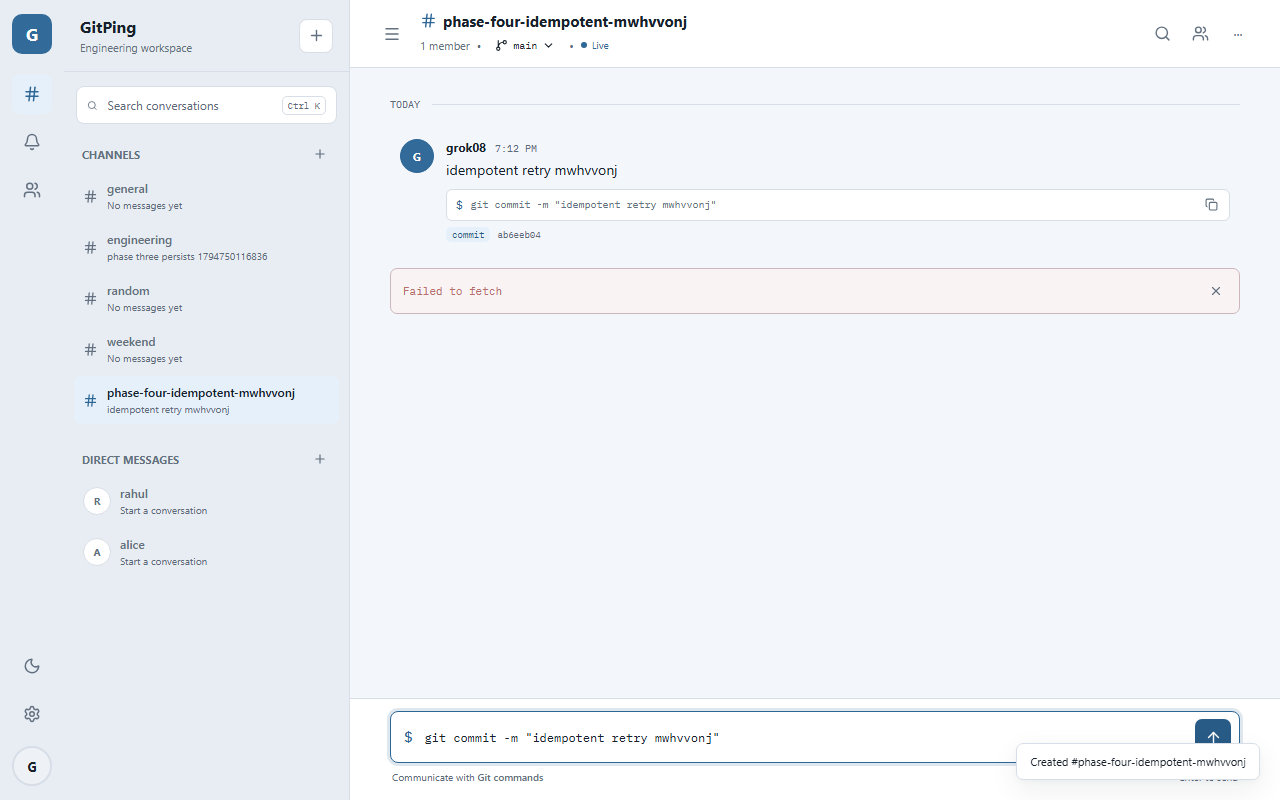 G
GitPing
Engineering workspace
Search conversations
Ctrl K
CHANNELS
general
No messages yet
engineering
phase three persists 1794750116836
random
No messages yet
weekend
No messages yet
phase-four-idempotent-mwhvvonj
idempotent retry mwhvvonj
DIRECT MESSAGES
R
rahul
Start a conversation
A
alice
Start a conversation
G
# phase-four-idempotent-mwhvvonj
1 member • main • Live
TODAY
G
grok08 7:12 PM
idempotent retry mwhvvonj
$ git commit -m "idempotent retry mwhvvonj"
commit ab6eeb04
Failed to fetch
$ git commit -m "idempotent retry mwhvvonj"
Communicate with Git commands
Created #phase-four-idempotent-mwhvvonj